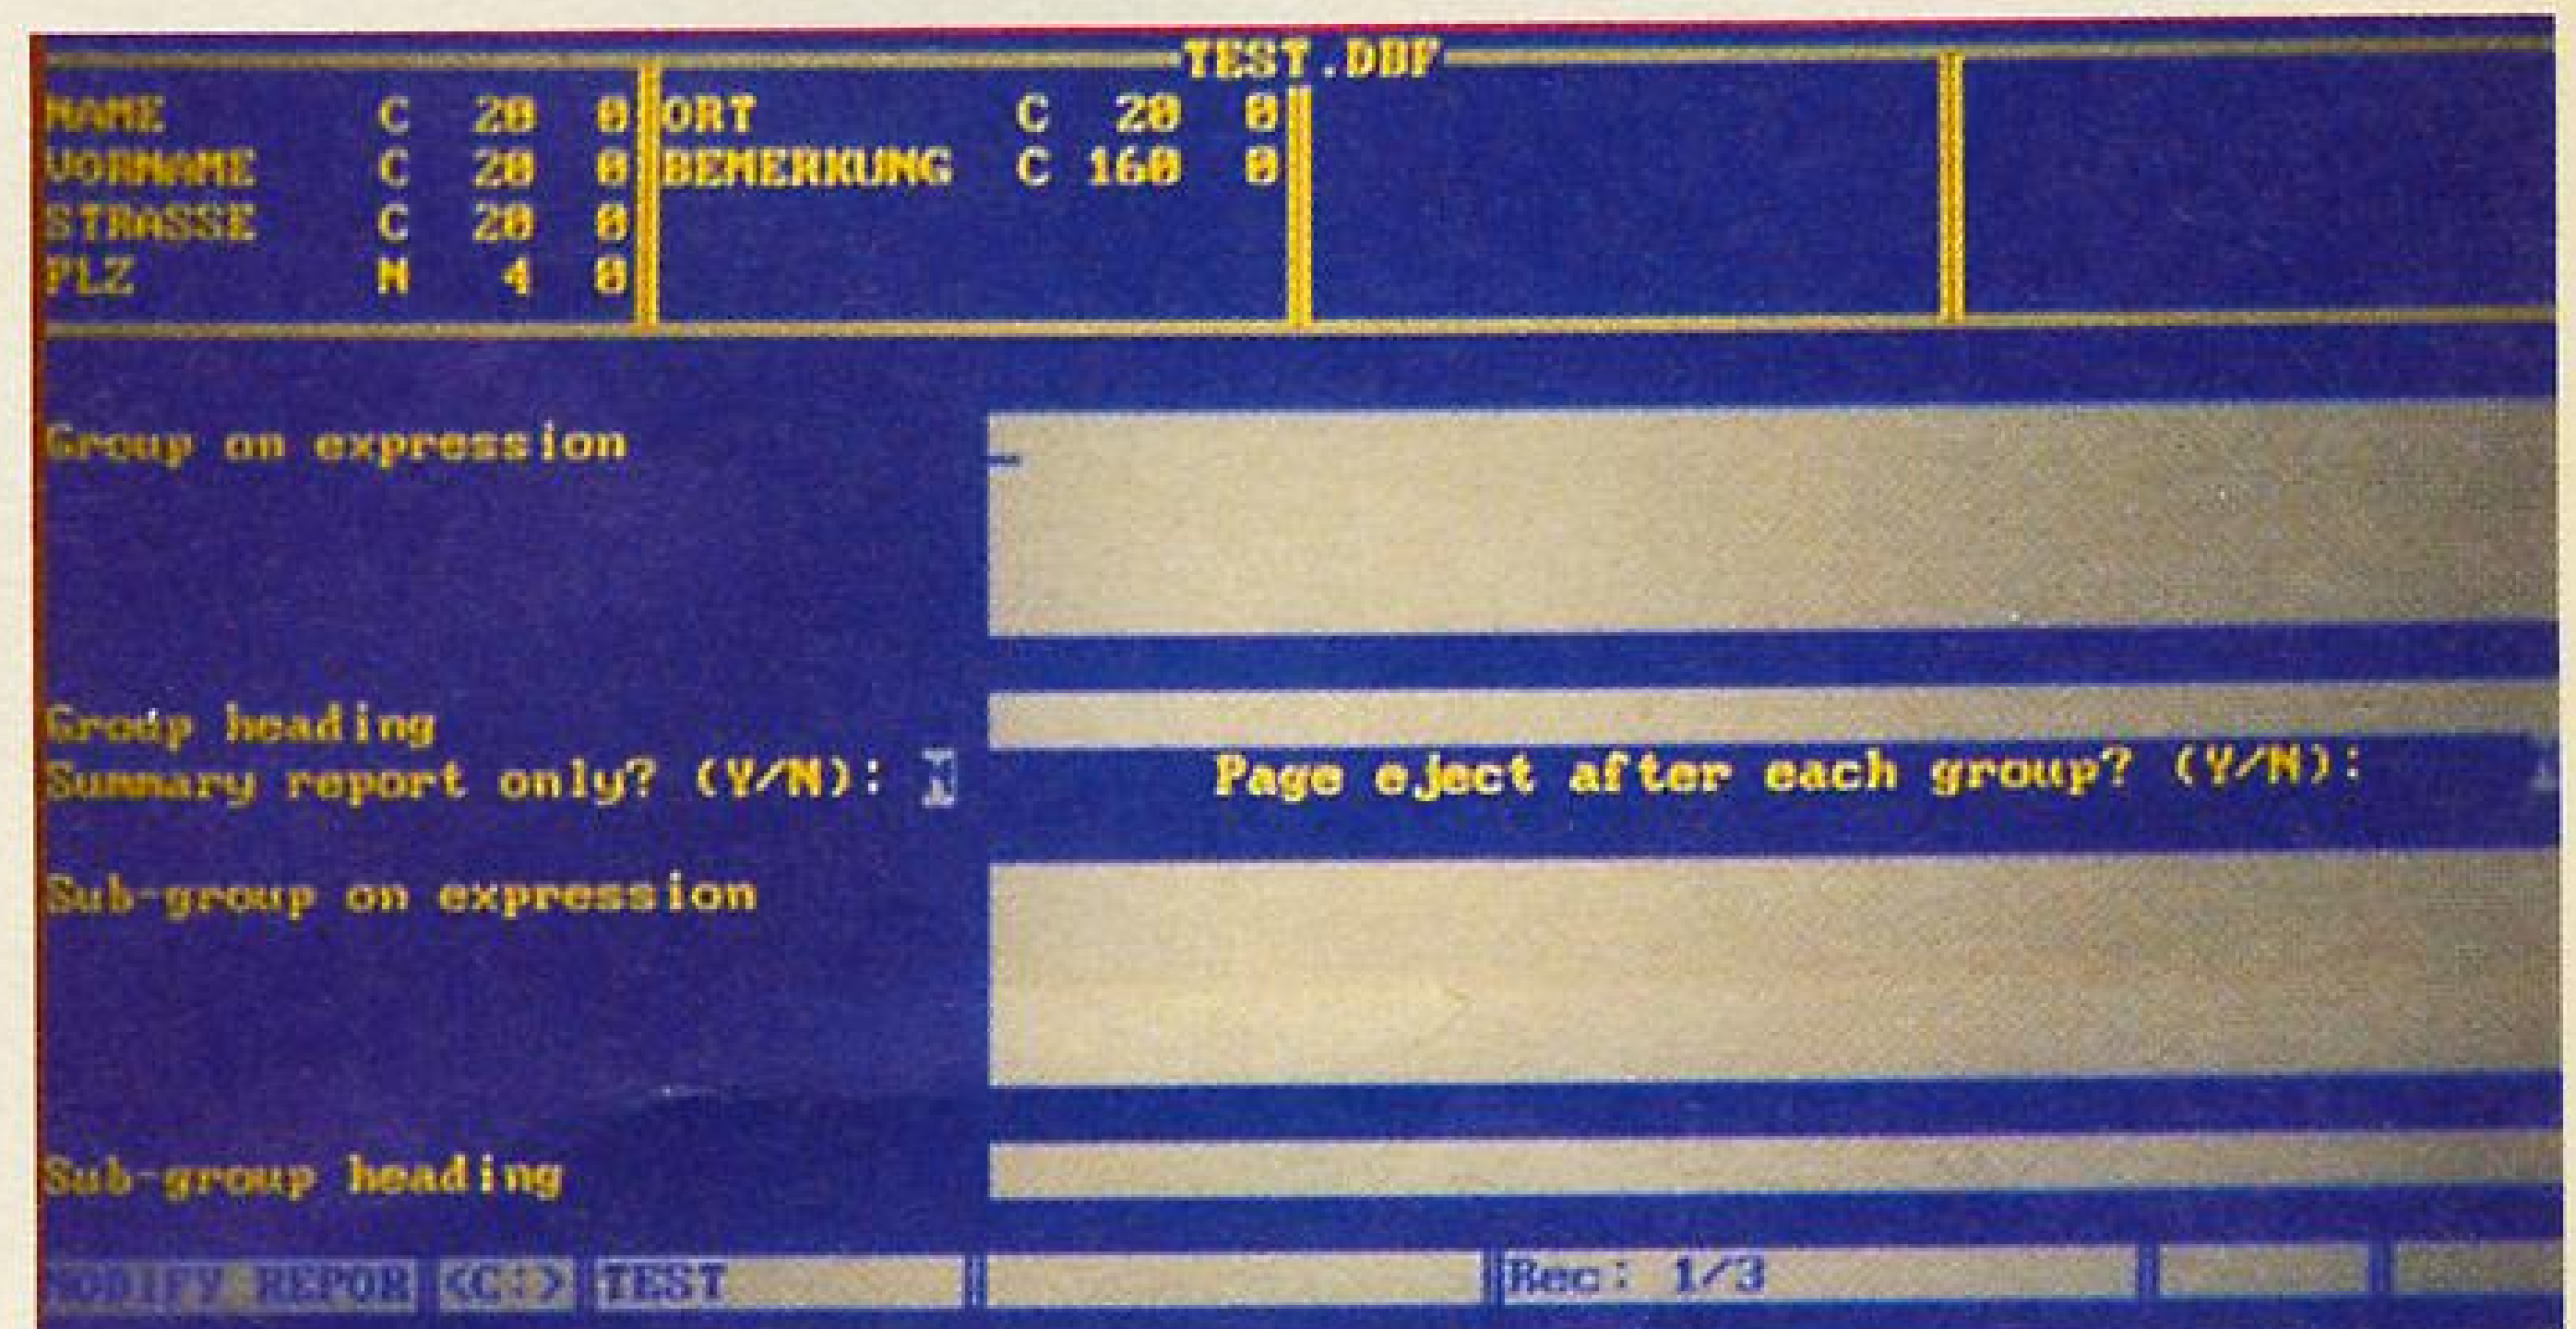 TEST.DBF
NAME C 20 0 ORT C 20 0
VORNAME C 20 0 BEMERKUNG C 160 0
STRASSE C 20 0
PLZ N 4 0
Group on expression
Group heading
Summary report only? (Y/N): Page eject after each group? (Y/N):
Sub-group on expression
Sub-group heading
MODIFY REPOR <C:> TEST Rec: 1/3